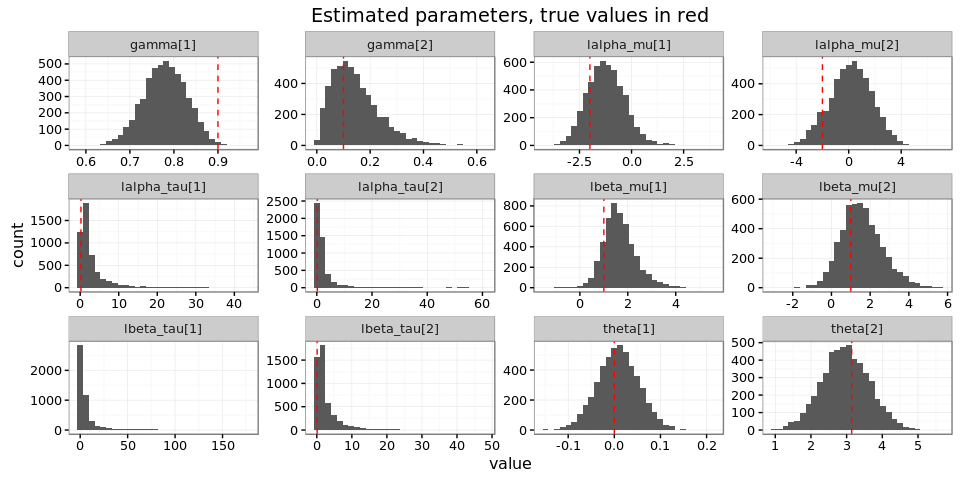 Estimated parameters, true values in red
gamma[1] gamma[2] lalpha_mu[1] lalpha_mu[2]
500 400 300 200 100 0
400 200 0
600 400 200 0
400 200 0
0.6 0.7 0.8 0.9
0.0 0.2 0.4 0.6
-2.5 0.0 2.5
-4 0 4
lalpha_tau[1] lalpha_tau[2] lbeta_mu[1] lbeta_mu[2]
1500 1000 500 0
2500 2000 1500 1000 500 0
800 600 400 200 0
600 400 200 0
0 10 20 30 40
0 20 40 60
0 2 4
-2 0 2 4 6
lbeta_tau[1] lbeta_tau[2] theta[1] theta[2]
2000 1000 0
1500 1000 500 0
400 200 0
500 400 300 200 100 0
0 50 100 150
0 10 20 30 40 50
-0.1 0.0 0.1 0.2
1 2 3 4 5
count
value